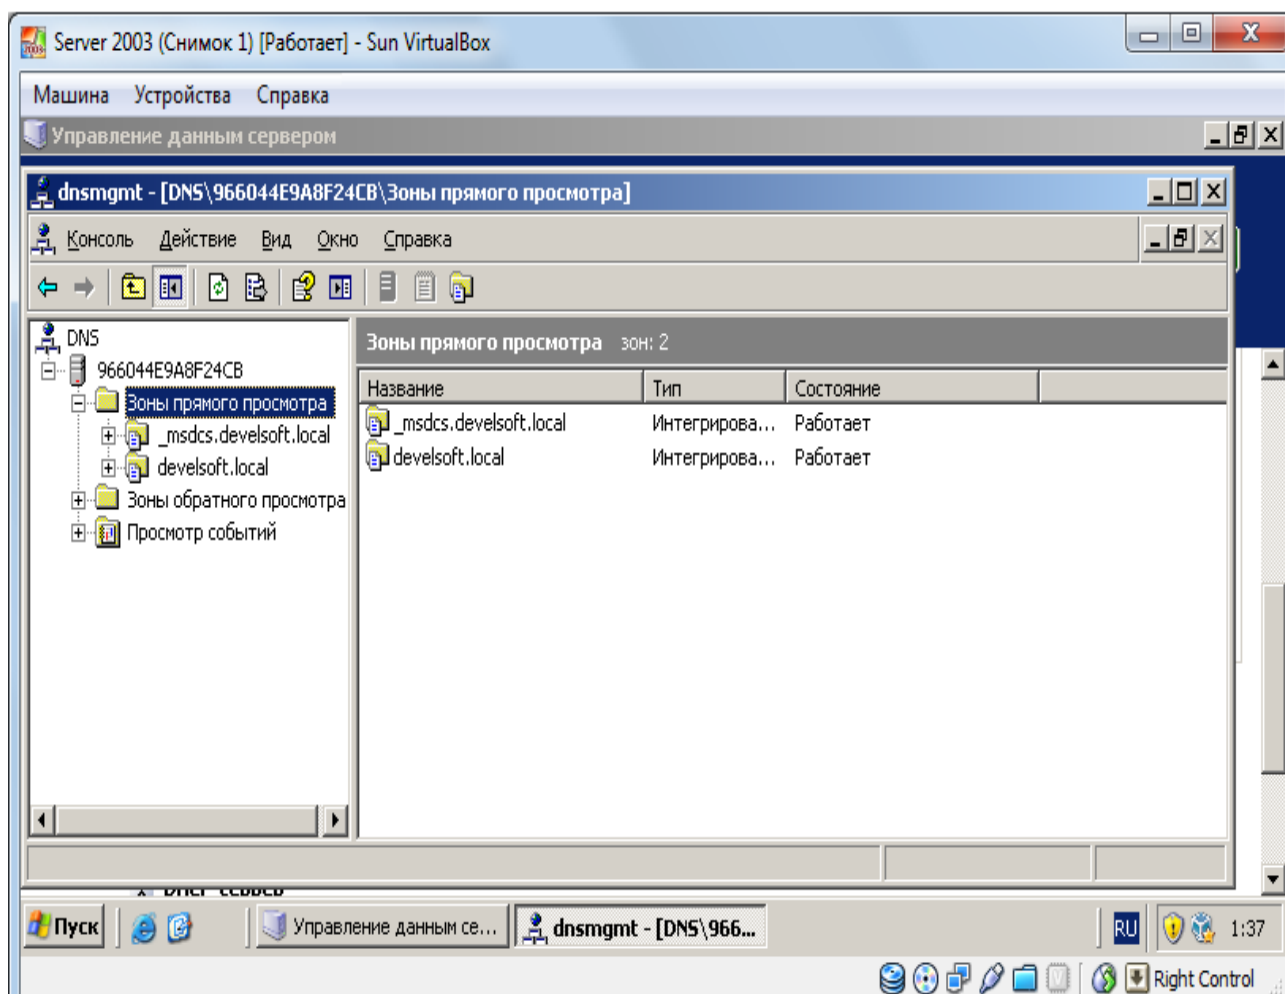 Server 2003 (Снимок 1) [Работает] - Sun VirtualBox
Машина Устройства Справка
Управление данным сервером
dnsmgmt - [DNS\966044E9A8F24CB\Зоны прямого просмотра]
Консоль Действие Вид Окно Справка
DNS
966044E9A8F24CB
Зоны прямого просмотра
_msdcs.develsoft.local
develsoft.local
Зоны обратного просмотра
Просмотр событий
Зоны прямого просмотра зон: 2
Название Тип Состояние
_msdcs.develsoft.local Интегрирова... Работает
develsoft.local Интегрирова... Работает
Пуск Управление данным се... dnsmgmt - [DNS\966... RU 1:37
Right Control